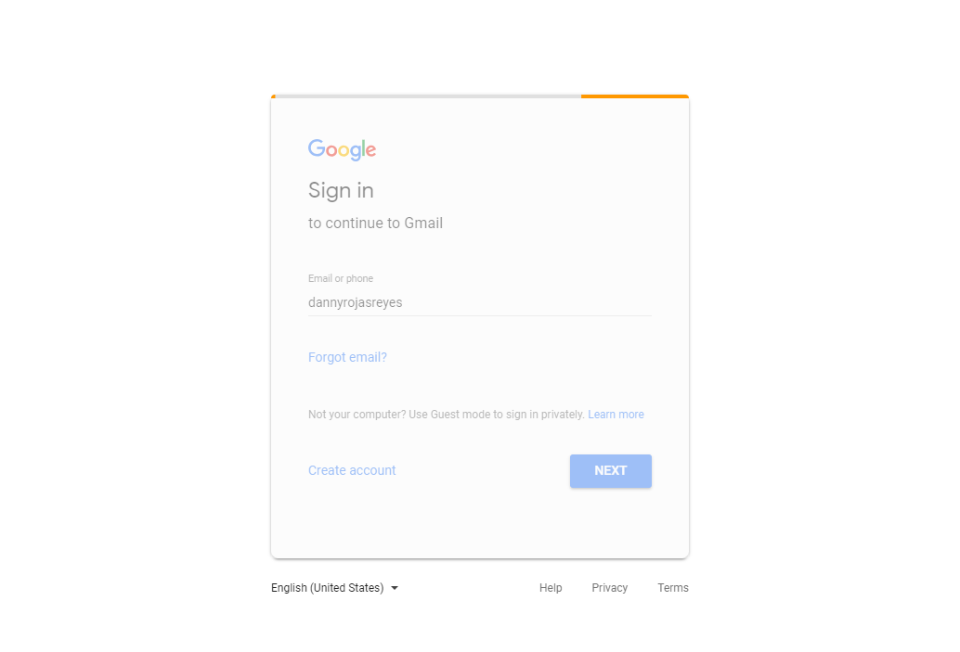 Google
Sign in
to continue to Gmail
Email or phone
dannyrojasreyes
Forgot email?
Not your computer? Use Guest mode to sign in privately. Learn more
Create account NEXT
English (United States) Help Privacy Terms